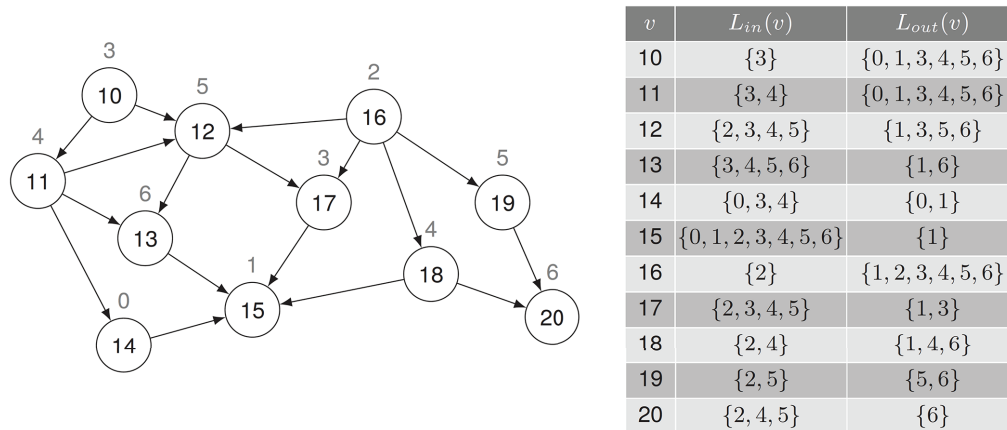 3
10
2
5
12
16
4
11
3
17
5
19
6
13
4
18
1
15
6
20
0
14
v L_{in}(v) L_{out}(v)
10 {3} {0, 1, 3, 4, 5, 6}
11 {3, 4} {0, 1, 3, 4, 5, 6}
12 {2, 3, 4, 5} {1, 3, 5, 6}
13 {3, 4, 5, 6} {1, 6}
14 {0, 3, 4} {0, 1}
15 {0, 1, 2, 3, 4, 5, 6} {1}
16 {2} {1, 2, 3, 4, 5, 6}
17 {2, 3, 4, 5} {1, 3}
18 {2, 4} {1, 4, 6}
19 {2, 5} {5, 6}
20 {2, 4, 5} {6}